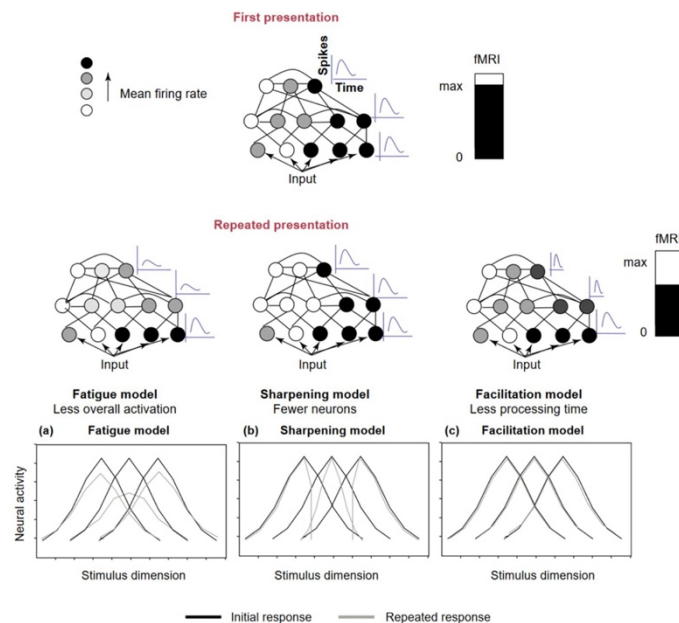 First presentation
fMRI
Spikes
max
Time
Mean firing rate
0
Input
Repeated presentation
fMRI
max
0
Input
Input
Input
Fatigue model
Sharpening model
Facilitation model
Less overall activation
Fewer neurons
Less processing time
(a) Fatigue model
(b) Sharpening model
(c) Facilitation model
Neural activity
Stimulus dimension
Stimulus dimension
Stimulus dimension
Initial response
Repeated response